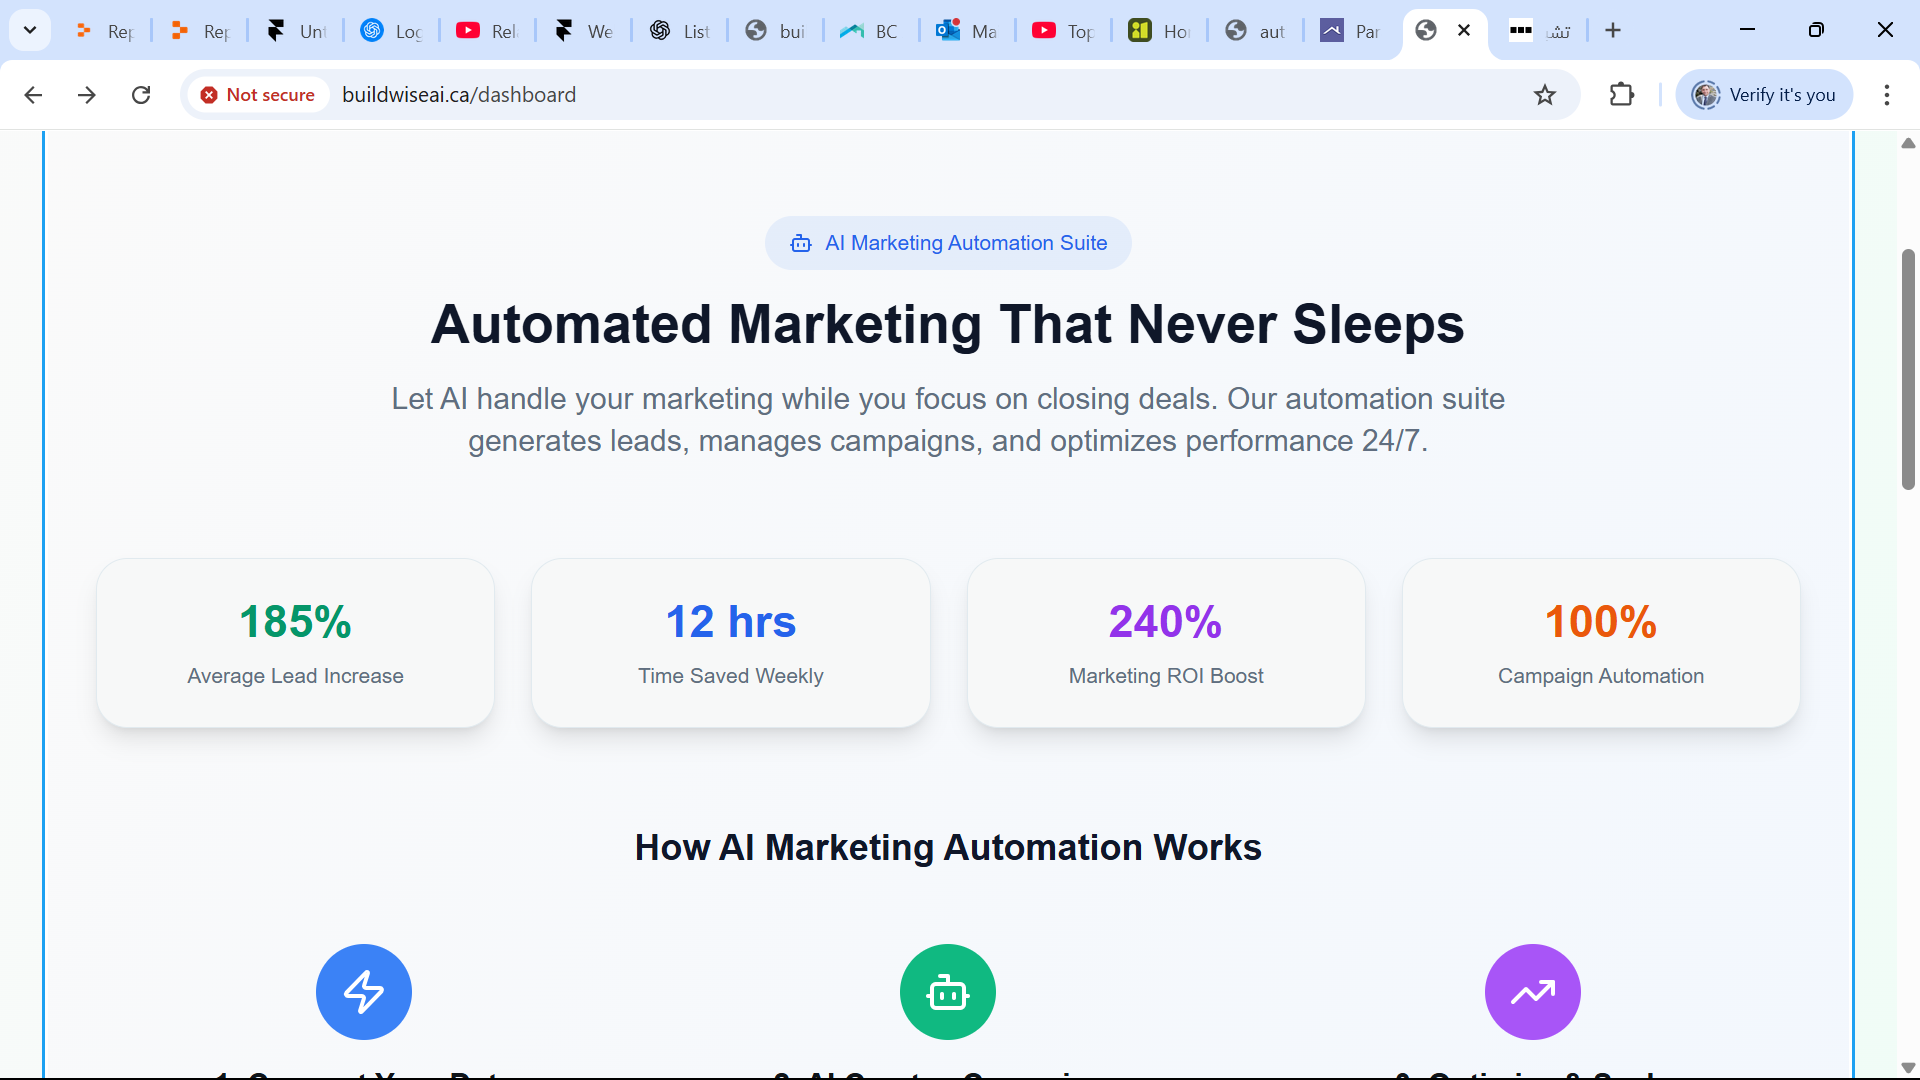 Rep
Rep
Unt
Log
Rel
We
List
bui
BC
Ma
Top
Ho
aut
Par
تش
Not secure
buildwiseai.ca/dashboard
Verify it's you
AI Marketing Automation Suite
Automated Marketing That Never Sleeps
Let AI handle your marketing while you focus on closing deals. Our automation suite
generates leads, manages campaigns, and optimizes performance 24/7.
185%
Average Lead Increase
12 hrs
Time Saved Weekly
240%
Marketing ROI Boost
100%
Campaign Automation
How AI Marketing Automation Works